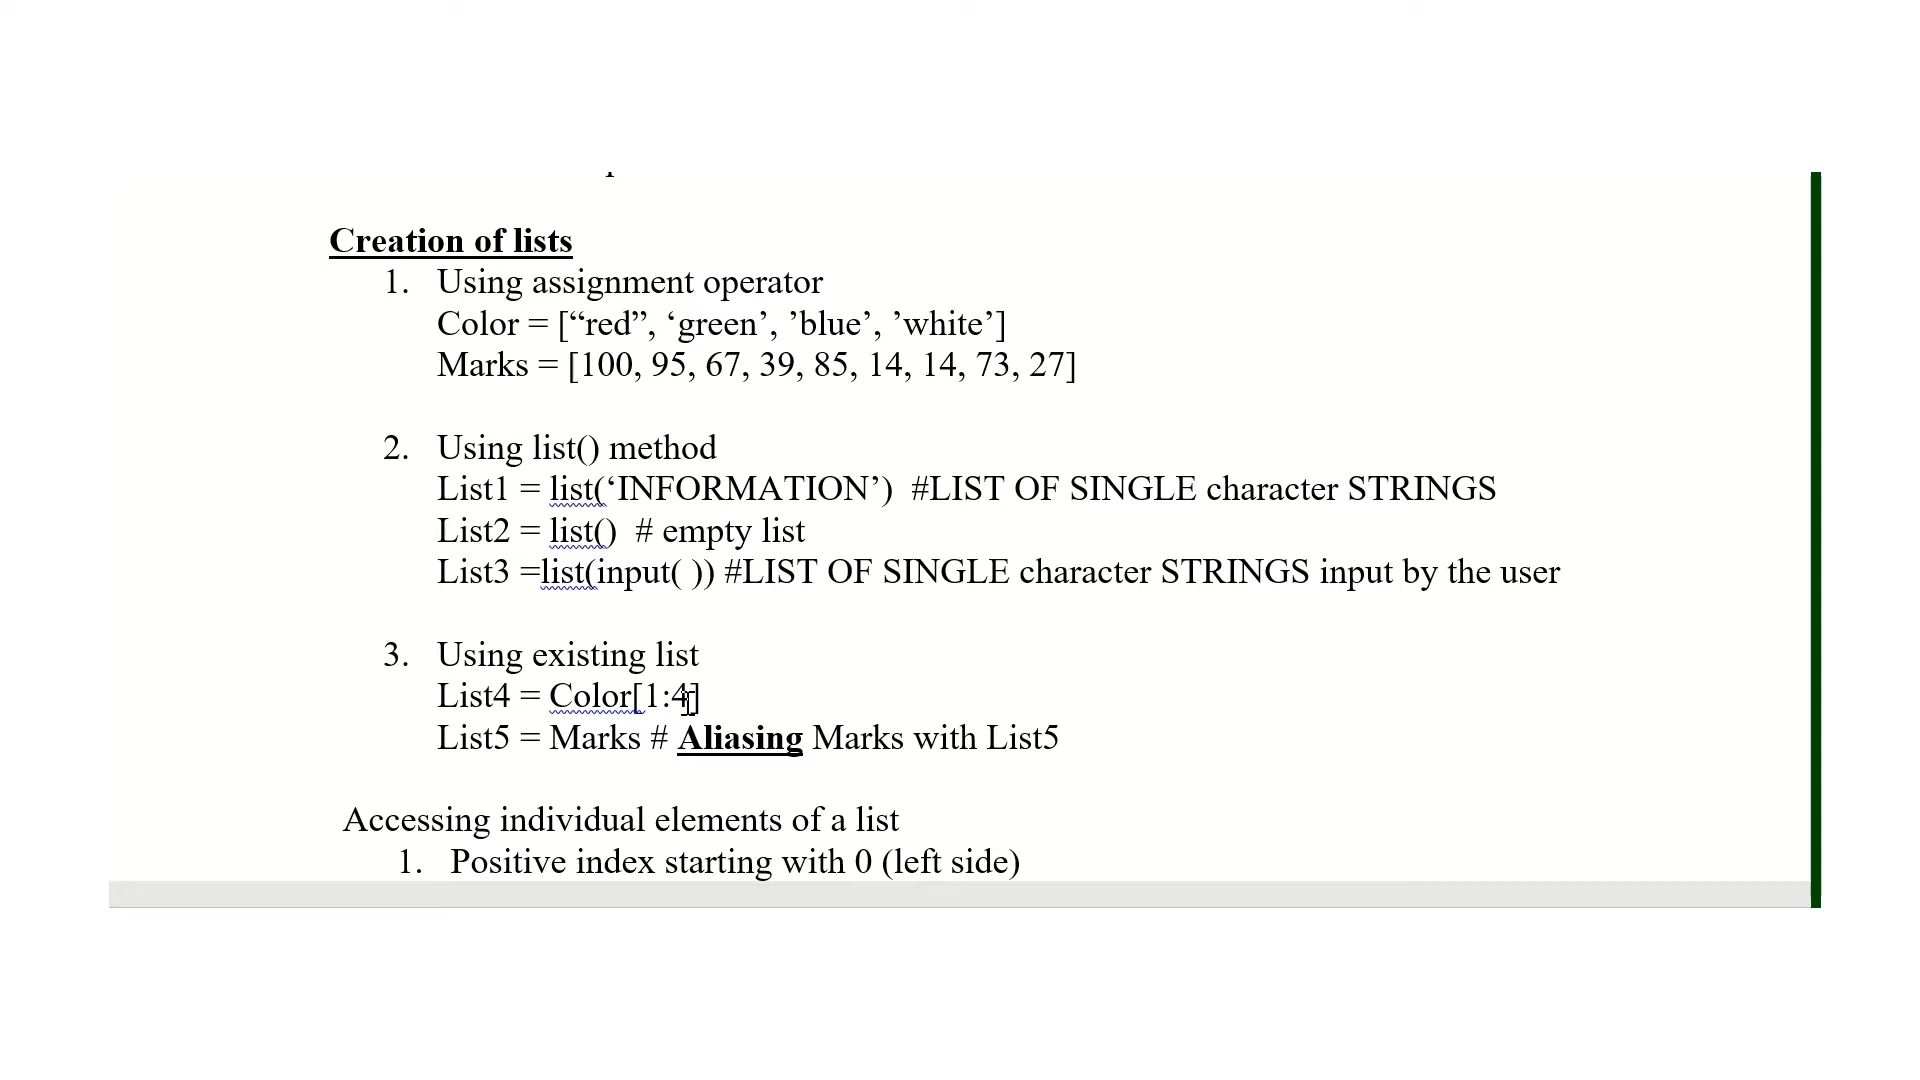 Creation of lists
1. Using assignment operator
Color = [“red”, ‘green’, ’blue’, ’white’]
Marks = [100, 95, 67, 39, 85, 14, 14, 73, 27]
2. Using list() method
List1 = list(‘INFORMATION’)  #LIST OF SINGLE character STRINGS
List2 = list()  # empty list
List3 =list(input( )) #LIST OF SINGLE character STRINGS input by the user
3. Using existing list
List4 = Color[1:4]
List5 = Marks # Aliasing Marks with List5
Accessing individual elements of a list
1. Positive index starting with 0 (left side)